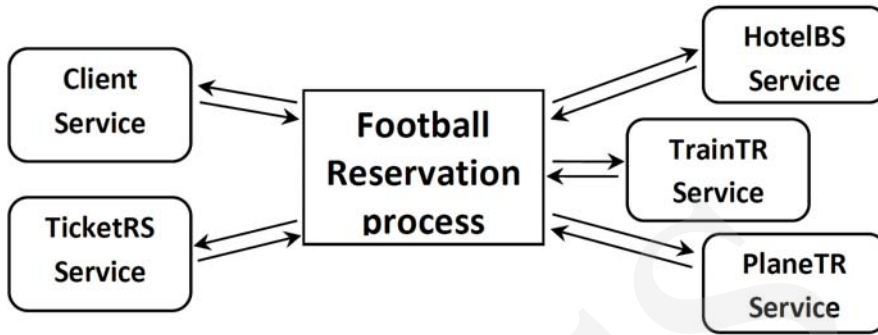 Client
Service
TicketRS
Service
Football
Reservation
process
HotelBS
Service
TrainTR
Service
PlaneTR
Service